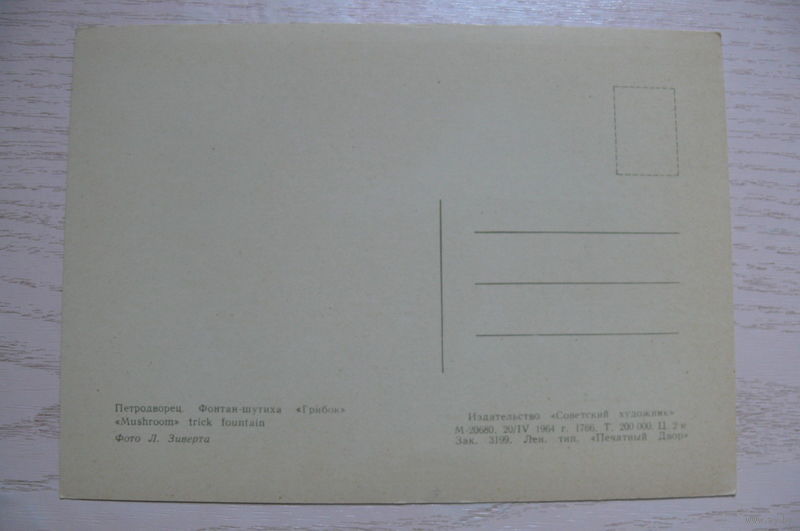 Петродворец. Фонтан-шутиха «Грибок»
«Mushroom» trick fountain
Фото Л. Зиверта
Издательство «Советский художник»
М-20680. 20/IV 1964 г. 1766. Т. 200 000. Ц. 2 к
Зак. 3199. Лен. тип. «Печатный Двор»